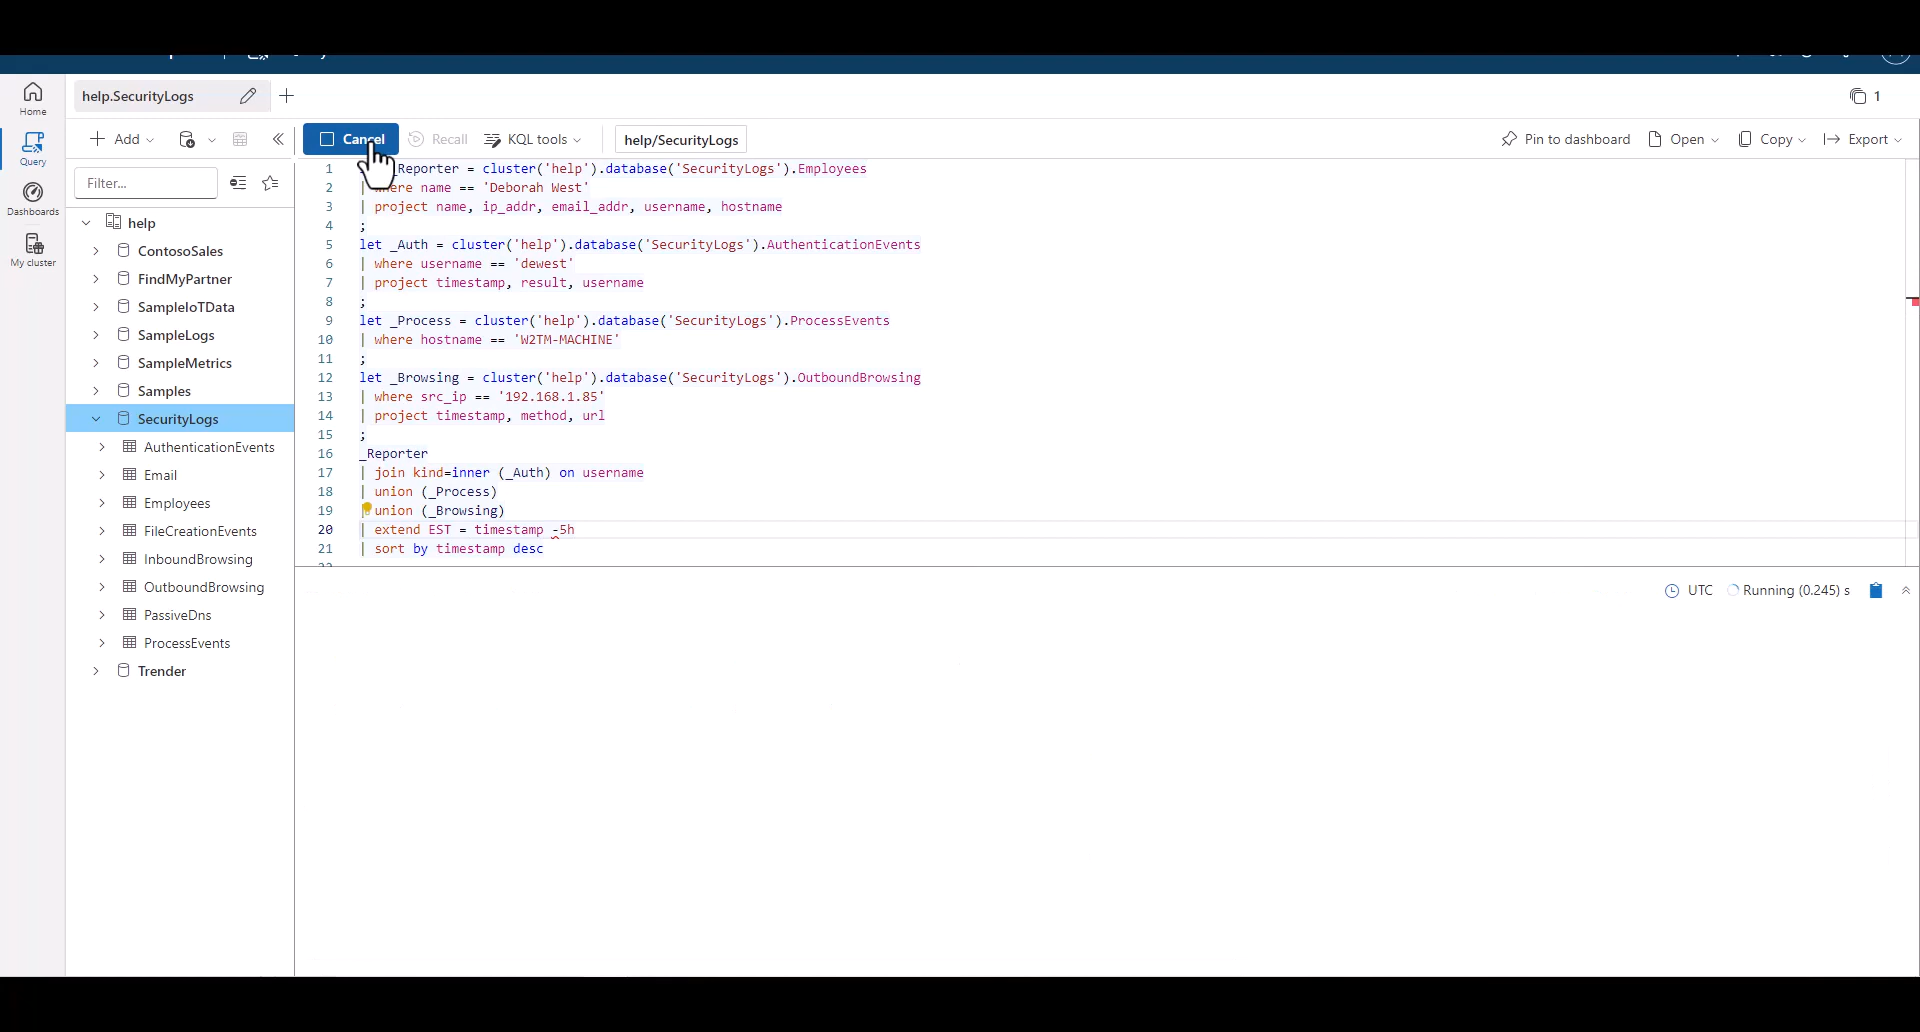 help.SecurityLogs
1
Home
Query
Dashboards
My cluster
Add
Cancel
Recall
KQL tools
help/SecurityLogs
Pin to dashboard
Open
Copy
Export
Filter...
help
ContosoSales
FindMyPartner
SampleIoTData
SampleLogs
SampleMetrics
Samples
SecurityLogs
AuthenticationEvents
Email
Employees
FileCreationEvents
InboundBrowsing
OutboundBrowsing
PassiveDns
ProcessEvents
Trender
1 _Reporter = cluster('help').database('SecurityLogs').Employees
2 | where name == 'Deborah West'
3 | project name, ip_addr, email_addr, username, hostname
4 ;
5 let _Auth = cluster('help').database('SecurityLogs').AuthenticationEvents
6 | where username == 'dewest'
7 | project timestamp, result, username
8 ;
9 let _Process = cluster('help').database('SecurityLogs').ProcessEvents
10 | where hostname == 'W2TM-MACHINE'
11 ;
12 let _Browsing = cluster('help').database('SecurityLogs').OutboundBrowsing
13 | where src_ip == '192.168.1.85'
14 | project timestamp, method, url
15 ;
16 _Reporter
17 | join kind=inner (_Auth) on username
18 | union (_Process)
19 | union (_Browsing)
20 | extend EST = timestamp -5h
21 | sort by timestamp desc
UTC
Running (0.245) s